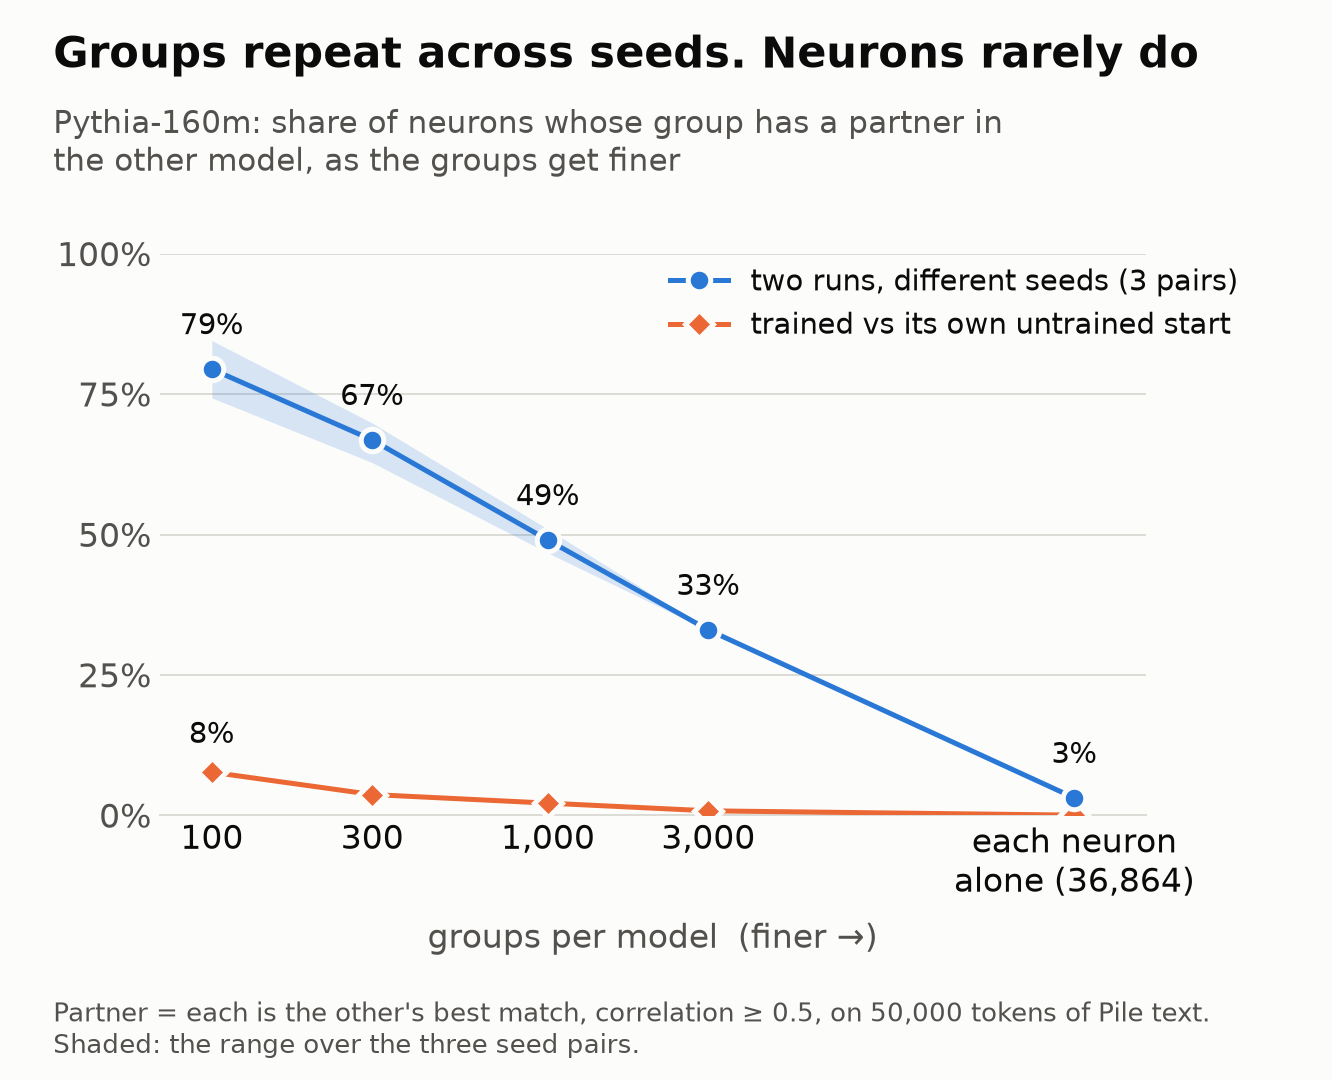 Groups repeat across seeds. Neurons rarely do
Pythia-160m: share of neurons whose group has a partner in
the other model, as the groups get finer
100%
75%
50%
25%
0%
two runs, different seeds (3 pairs)
trained vs its own untrained start
79%
67%
49%
33%
3%
8%
100
300
1,000
3,000
each neuron
alone (36,864)
groups per model (finer →)
Partner = each is the other's best match, correlation ≥ 0.5, on 50,000 tokens of Pile text.
Shaded: the range over the three seed pairs.